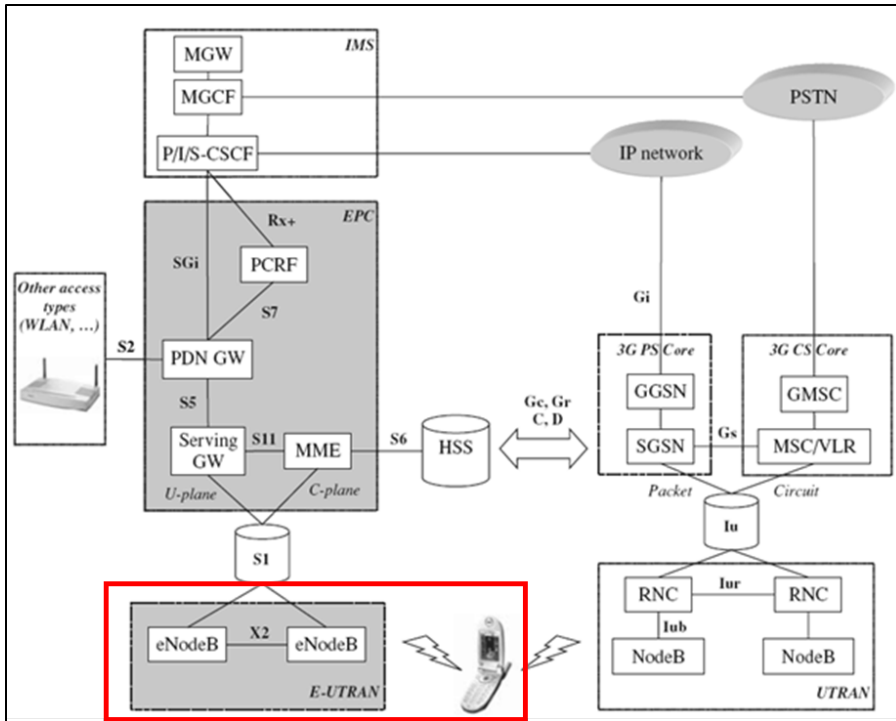 IMS
MGW
MGCF
PSTN
P/I/S-CSCF
IP network
EPC
Rx+
SGi
PCRF
Gi
Other access
types
(WLAN, ...)
S7
S2
PDN GW
3G PS Core
3G CS Core
GGSN
GMSC
S5
Gc, Gr
C, D
Serving
GW
S11
MME
S6
HSS
SGSN
Gs
MSC/VLR
U-plane
C-plane
Packet
Circuit
Iu
S1
RNC
Iur
RNC
eNodeB
X2
eNodeB
Iub
NodeB
NodeB
E-UTRAN
UTRAN